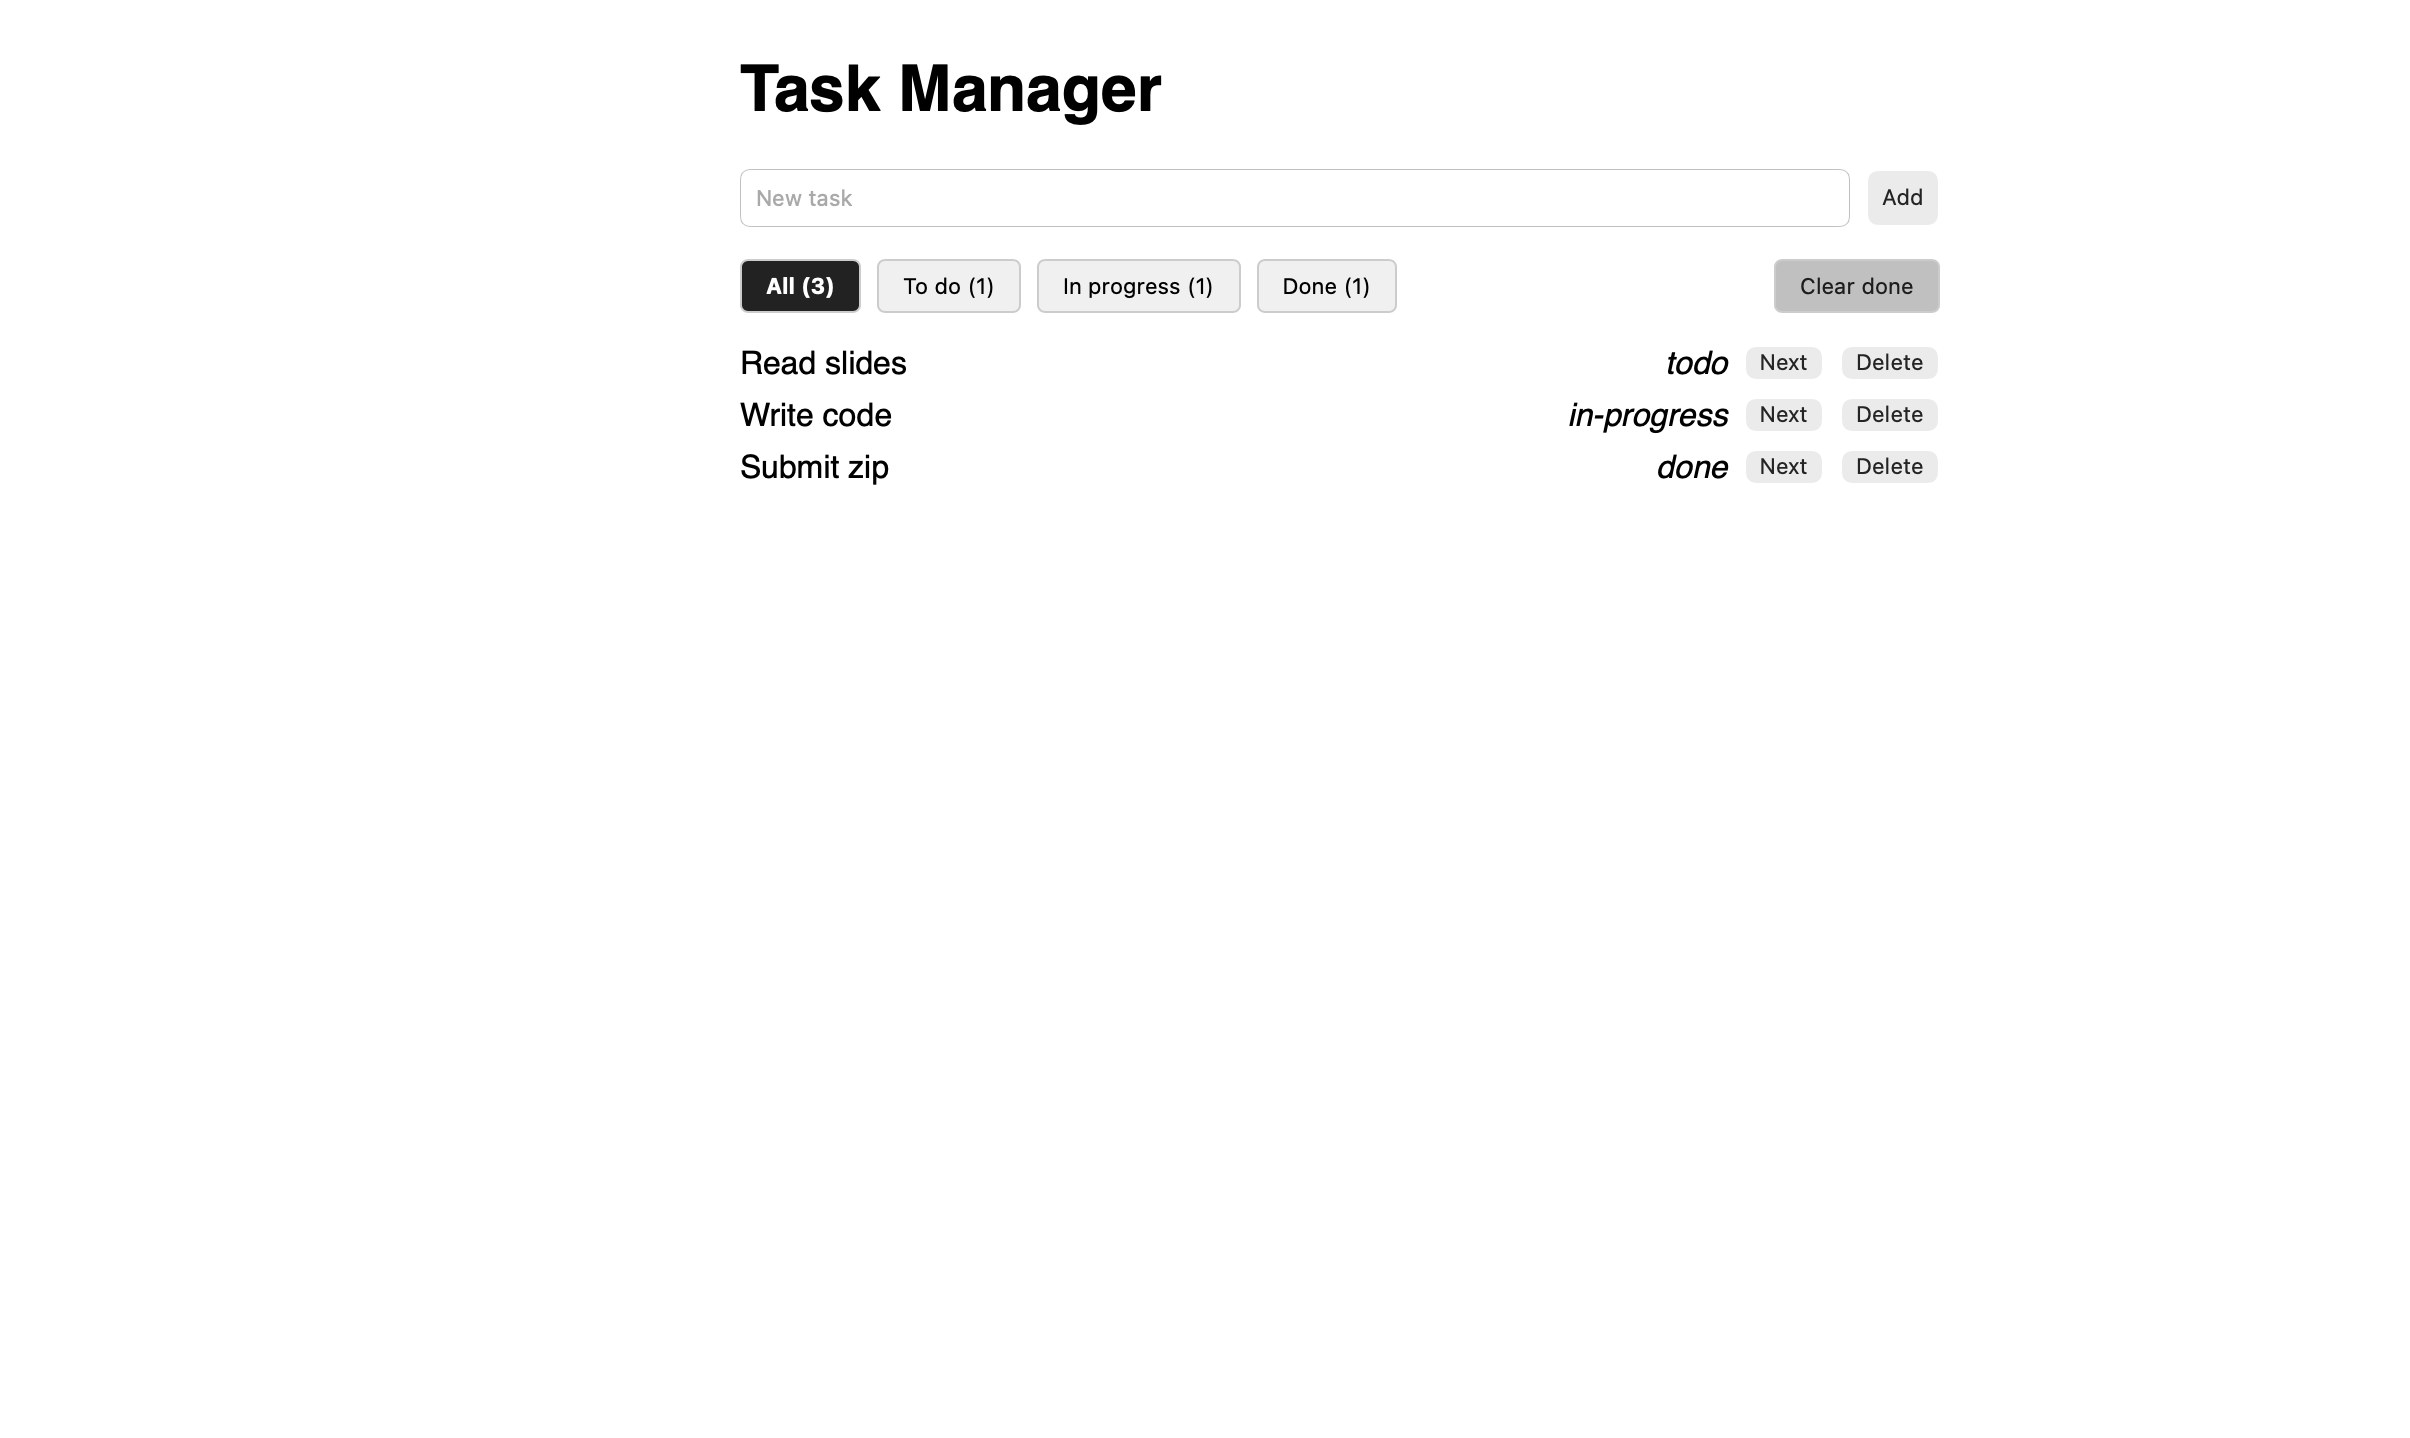 Task Manager
New task Add
All (3) To do (1) In progress (1) Done (1) Clear done
Read slides todo Next Delete
Write code in-progress Next Delete
Submit zip done Next Delete